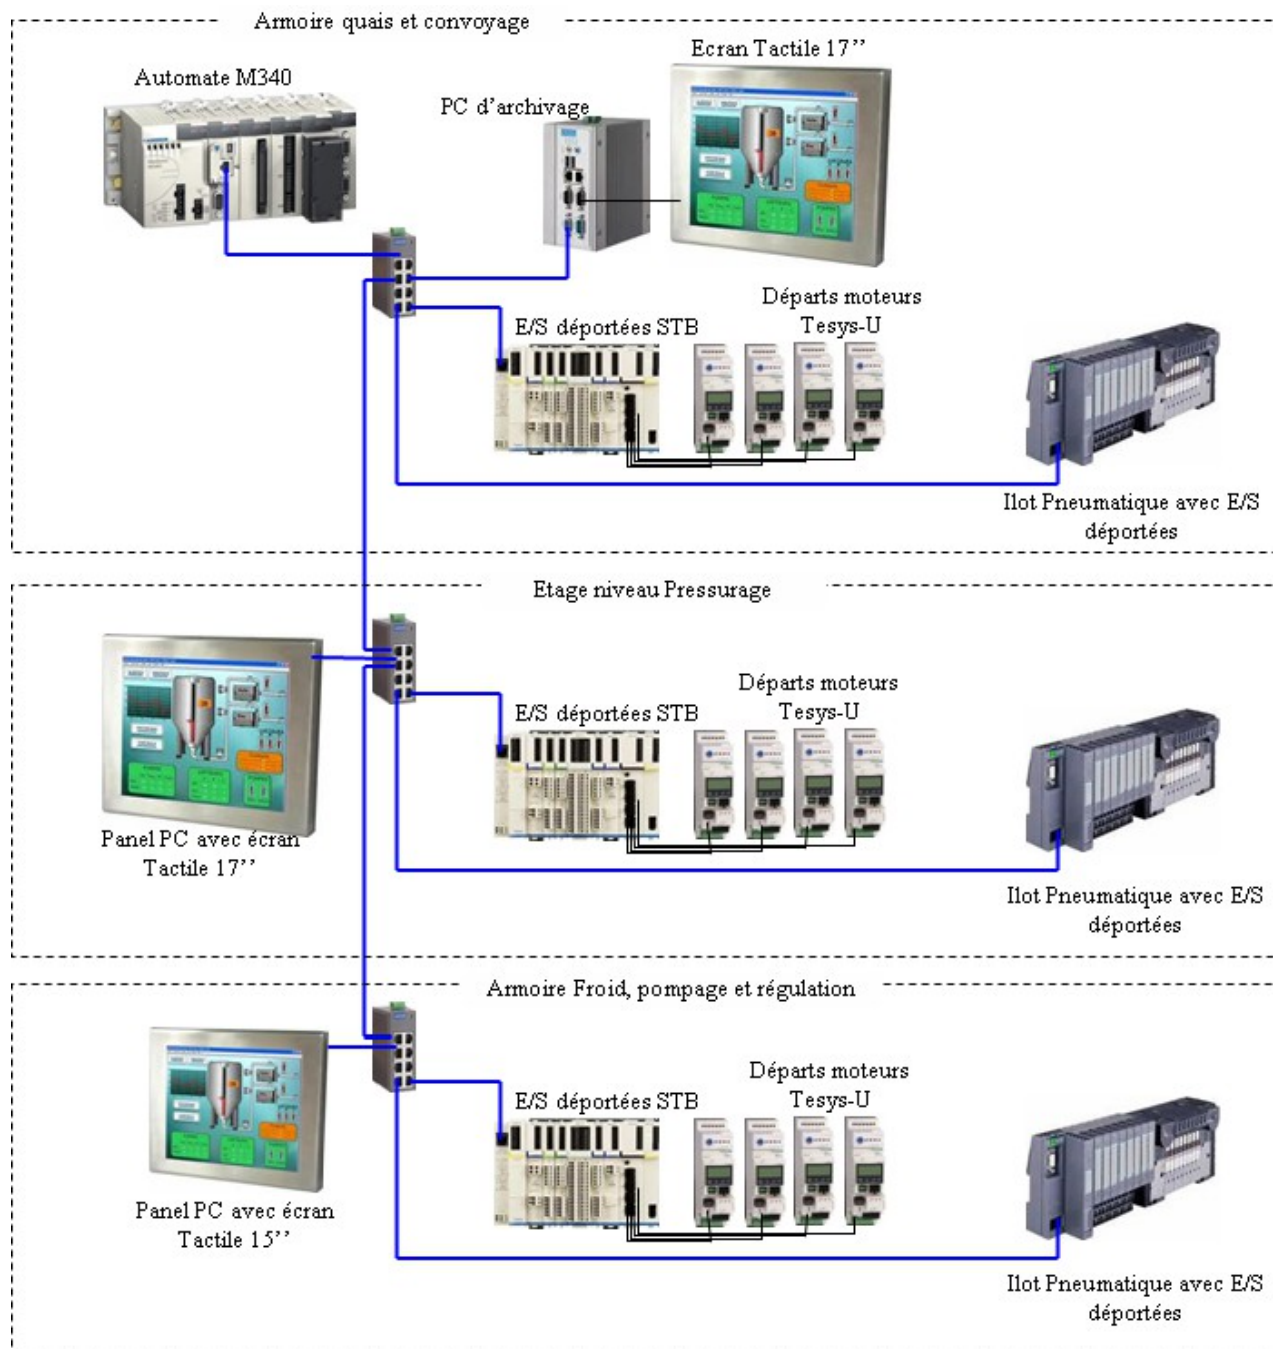 Armoire quais et convoyage
Automate M340
PC d'archivage
Ecran Tactile 17’’
E/S déportées STB
Départs moteurs
Tesys-U
Ilot Pneumatique avec E/S
déportées
Etage niveau Pressurage
Panel PC avec écran
Tactile 17’’
E/S déportées STB
Départs moteurs
Tesys-U
Ilot Pneumatique avec E/S
déportées
Armoire Froid, pompage et régulation
Panel PC avec écran
Tactile 15’’
E/S déportées STB
Départs moteurs
Tesys-U
Ilot Pneumatique avec E/S
déportées